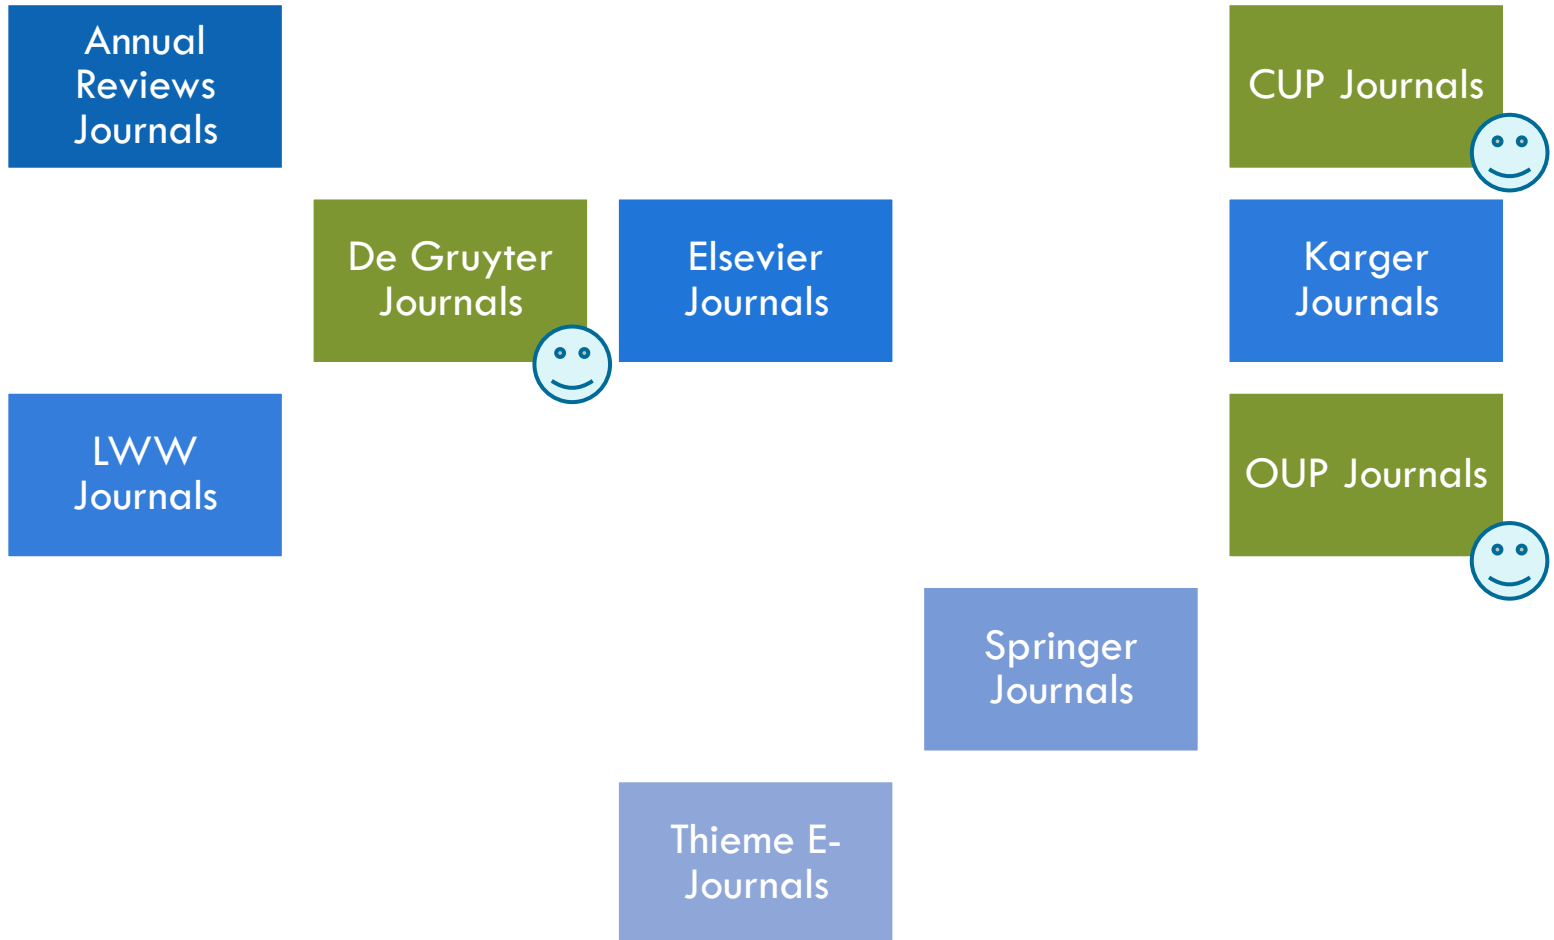 Annual
Reviews
Journals
CUP Journals
De Gruyter
Journals
Elsevier
Journals
Karger
Journals
LWW
Journals
OUP Journals
Springer
Journals
Thieme E-
Journals